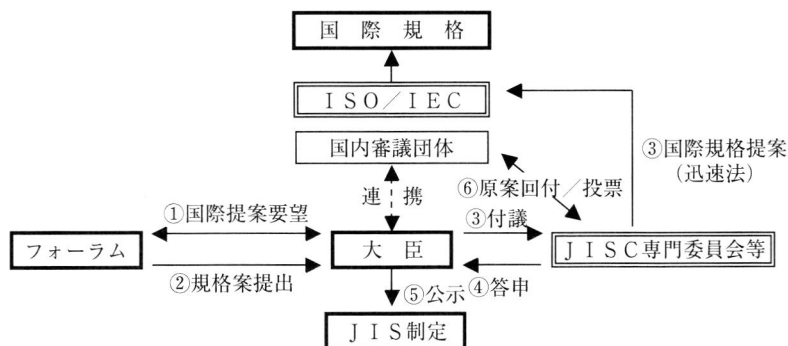 国際規格
ISO/IEC
国内審議団体
③国際規格提案
(迅速法)
連携
⑥原案回付/投票
①国際提案要望
③付議
フォーラム
大臣
JISC専門委員会等
②規格案提出
④答申
⑤公示
JIS制定